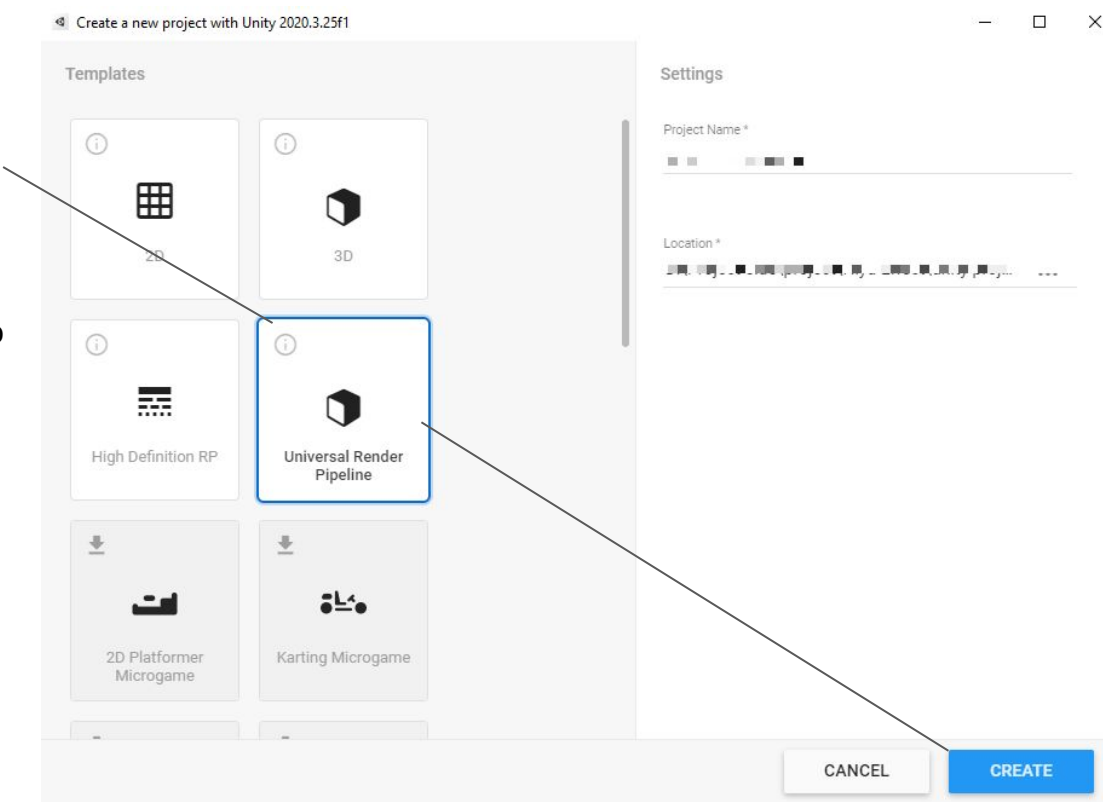 Create a new project with Unity 2020.3.25f1
Templates
Settings
2D
3D
High Definition RP
Universal Render
Pipeline
2D Platformer
Microgame
Karting Microgame
Project Name *
Location *
...
CANCEL
CREATE